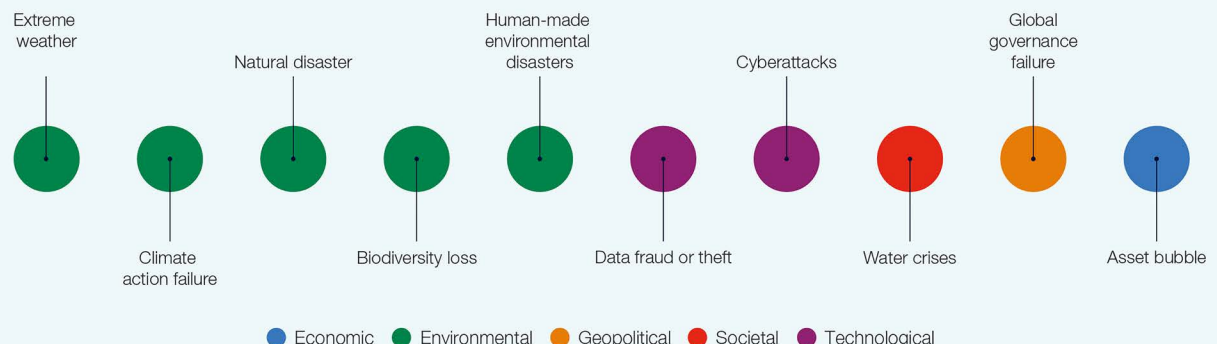 Extreme
weather
Climate
action failure
Natural disaster
Biodiversity loss
Human-made
environmental
disasters
Data fraud or theft
Cyberattacks
Water crises
Global
governance
failure
Asset bubble
Economic Environmental Geopolitical Societal Technological